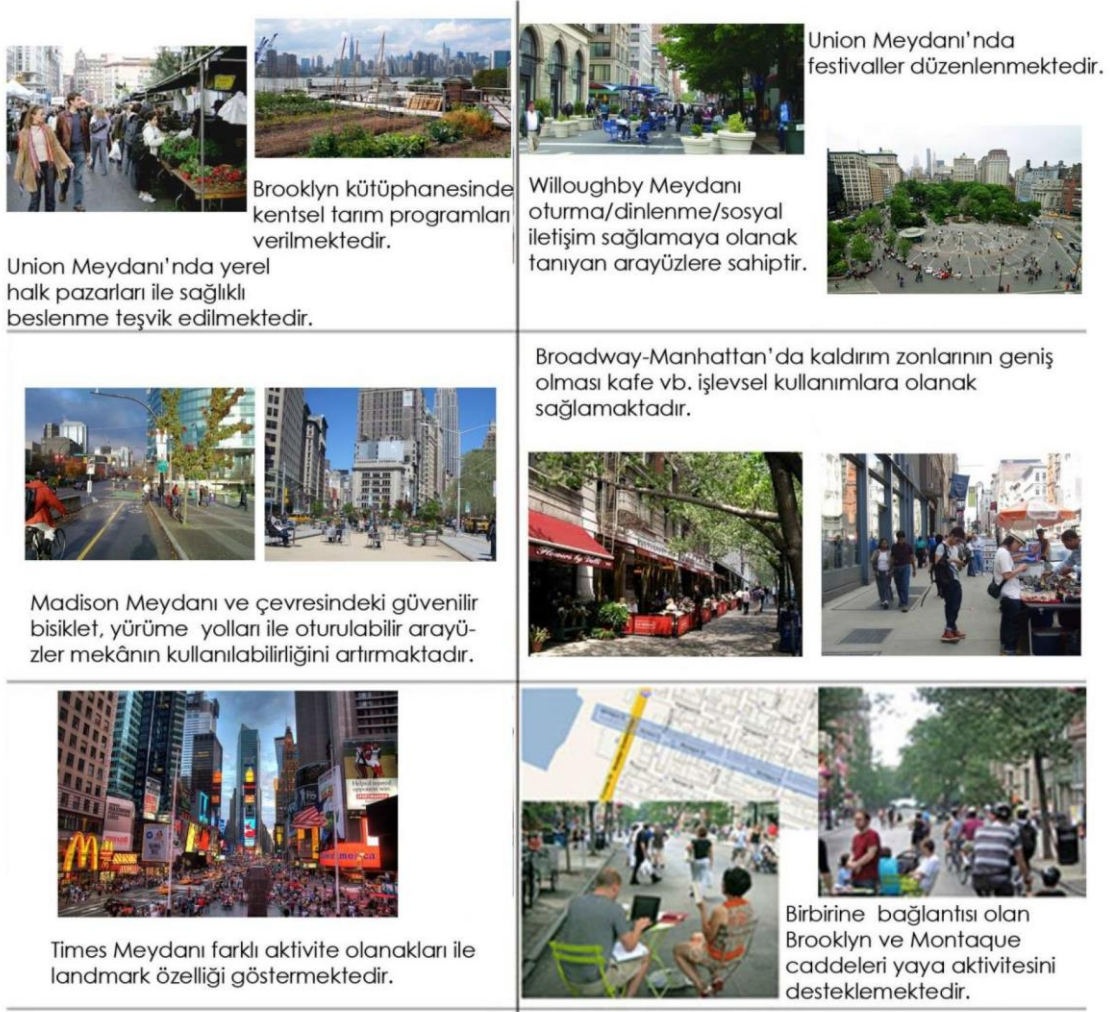 Union Meydanı'nda yerel
halk pazarları ile sağlıklı
beslenme teşvik edilmektedir.
Brooklyn kütüphanesinde
kentsel tarım programları
verilmektedir.
Willoughby Meydanı
oturma/dinlenme/sosyal
iletişim sağlamaya olanak
tanıyan arayüzlere sahiptir.
Union Meydanı'nda
festivaller düzenlenmektedir.
Madison Meydanı ve çevresindeki güvenilir
bisiklet, yürüme yolları ile oturulabilir arayü-
zler mekânın kullanılabilirliğini artırmaktadır.
Broadway-Manhattan'da kaldırım zonlarının geniş
olması kafe vb. işlevsel kullanımlara olanak
sağlamaktadır.
Flowers by Valli
Times Meydanı farklı aktivite olanakları ile
landmark özelliği göstermektedir.
Birbirine bağlantısı olan
Brooklyn ve Montaque
caddeleri yaya aktivitesini
desteklemektedir.